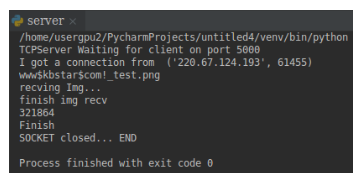 server ×
/home/usergpu2/PycharmProjects/untitled4/venv/bin/python
TCPServer Waiting for client on port 5000
I got a connection from  ('220.67.124.193', 61455)
www$kbstar$com!_test.png
recving Img...
finish img recv
321864
Finish
SOCKET closed... END
Process finished with exit code 0